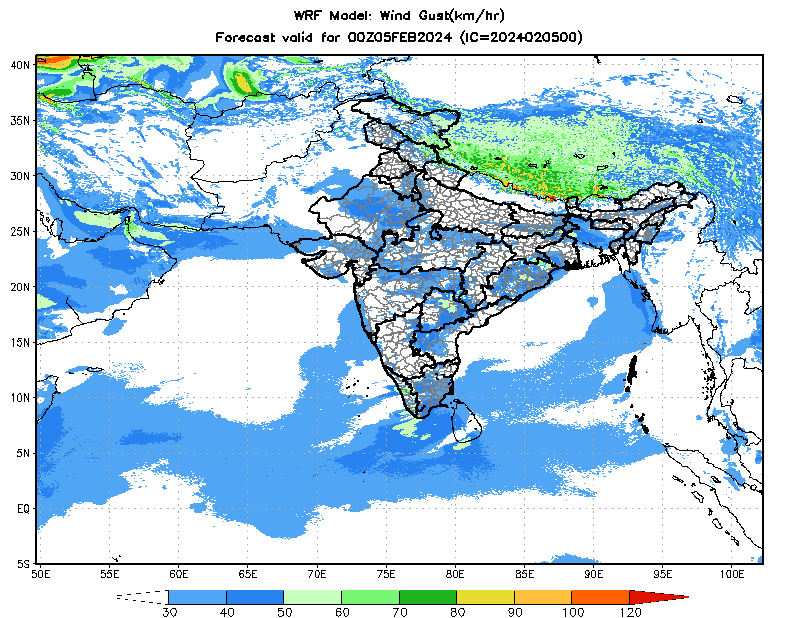 WRF Model: Wind Gust(km/hr)
Forecast valid for 00Z05FEB2024 (IC=2024020500)
40N
35N
30N
25N
20N
15N
10N
5N
EQ
5S
50E 55E 60E 65E 70E 75E 80E 85E 90E 95E 100E
30 40 50 60 70 80 90 100 120